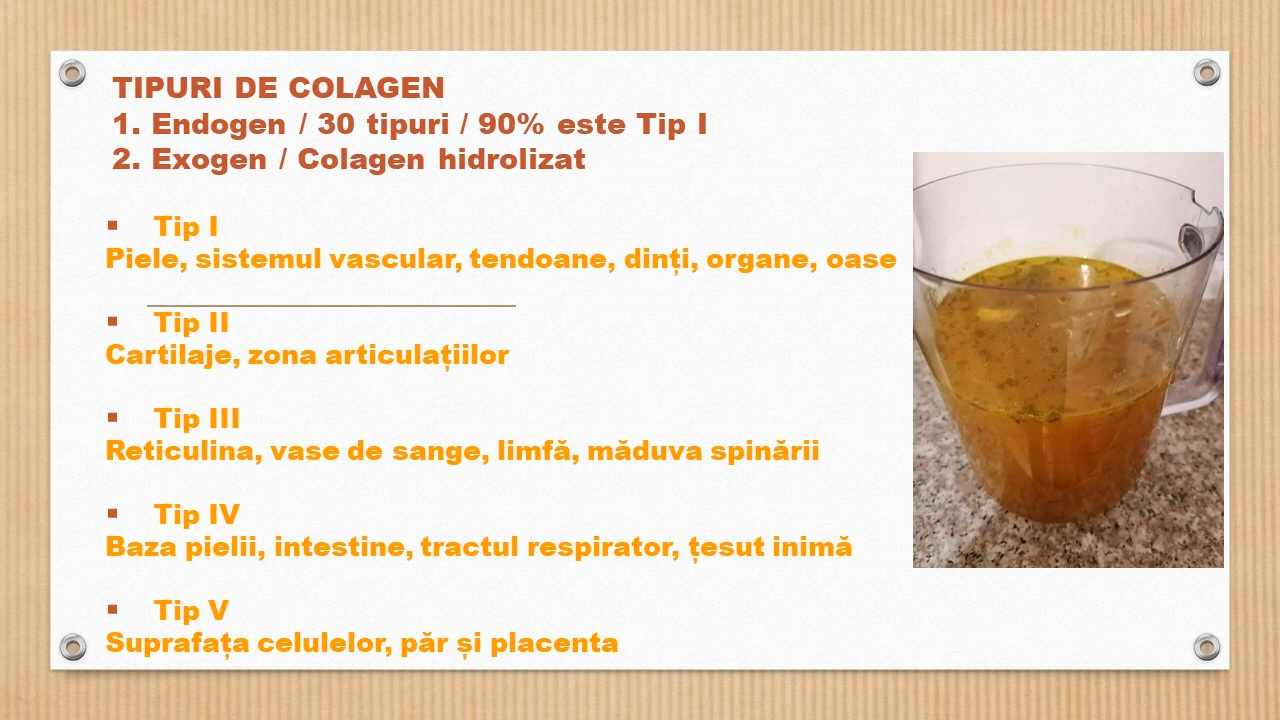 TIPURI DE COLAGEN
1. Endogen / 30 tipuri / 90% este Tip I
2. Exogen / Colagen hidrolizat
▪ Tip I
Piele, sistemul vascular, tendoane, dinți, organe, oase
▪ Tip II
Cartilaje, zona articulațiilor
▪ Tip III
Reticulina, vase de sange, limfă, măduva spinării
▪ Tip IV
Baza pielii, intestine, tractul respirator, țesut inimă
▪ Tip V
Suprafața celulelor, păr și placenta